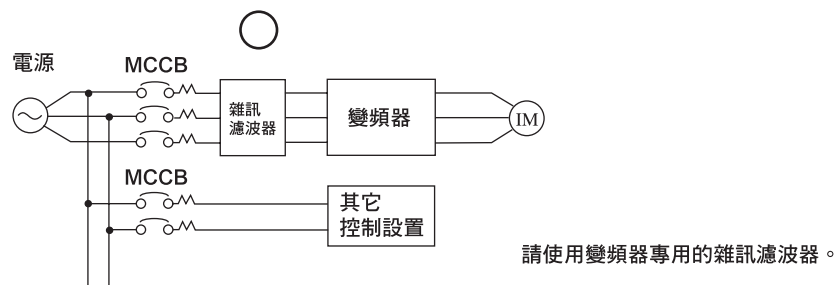 電源
MCCB
雜訊
濾波器
變頻器
IM
MCCB
其它
控制設置
請使用變頻器專用的雜訊濾波器。